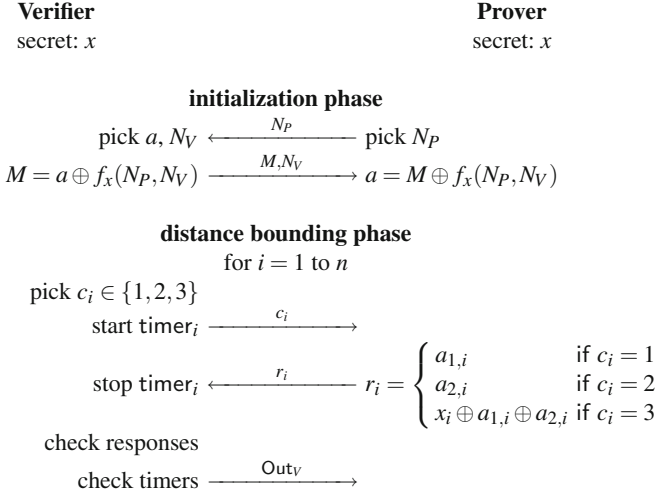 Verifier Prover
secret: x secret: x
initialization phase
pick a, N_V ← N_P pick N_P
M = a ⊕ f_x(N_P, N_V) M,N_V → a = M ⊕ f_x(N_P, N_V)
distance bounding phase
for i = 1 to n
pick c_i ∈ {1,2,3}
start timer_i c_i →
stop timer_i ← r_i r_i = { a_{1,i} if c_i = 1
a_{2,i} if c_i = 2
x_i ⊕ a_{1,i} ⊕ a_{2,i} if c_i = 3
check responses
check timers Out_V →